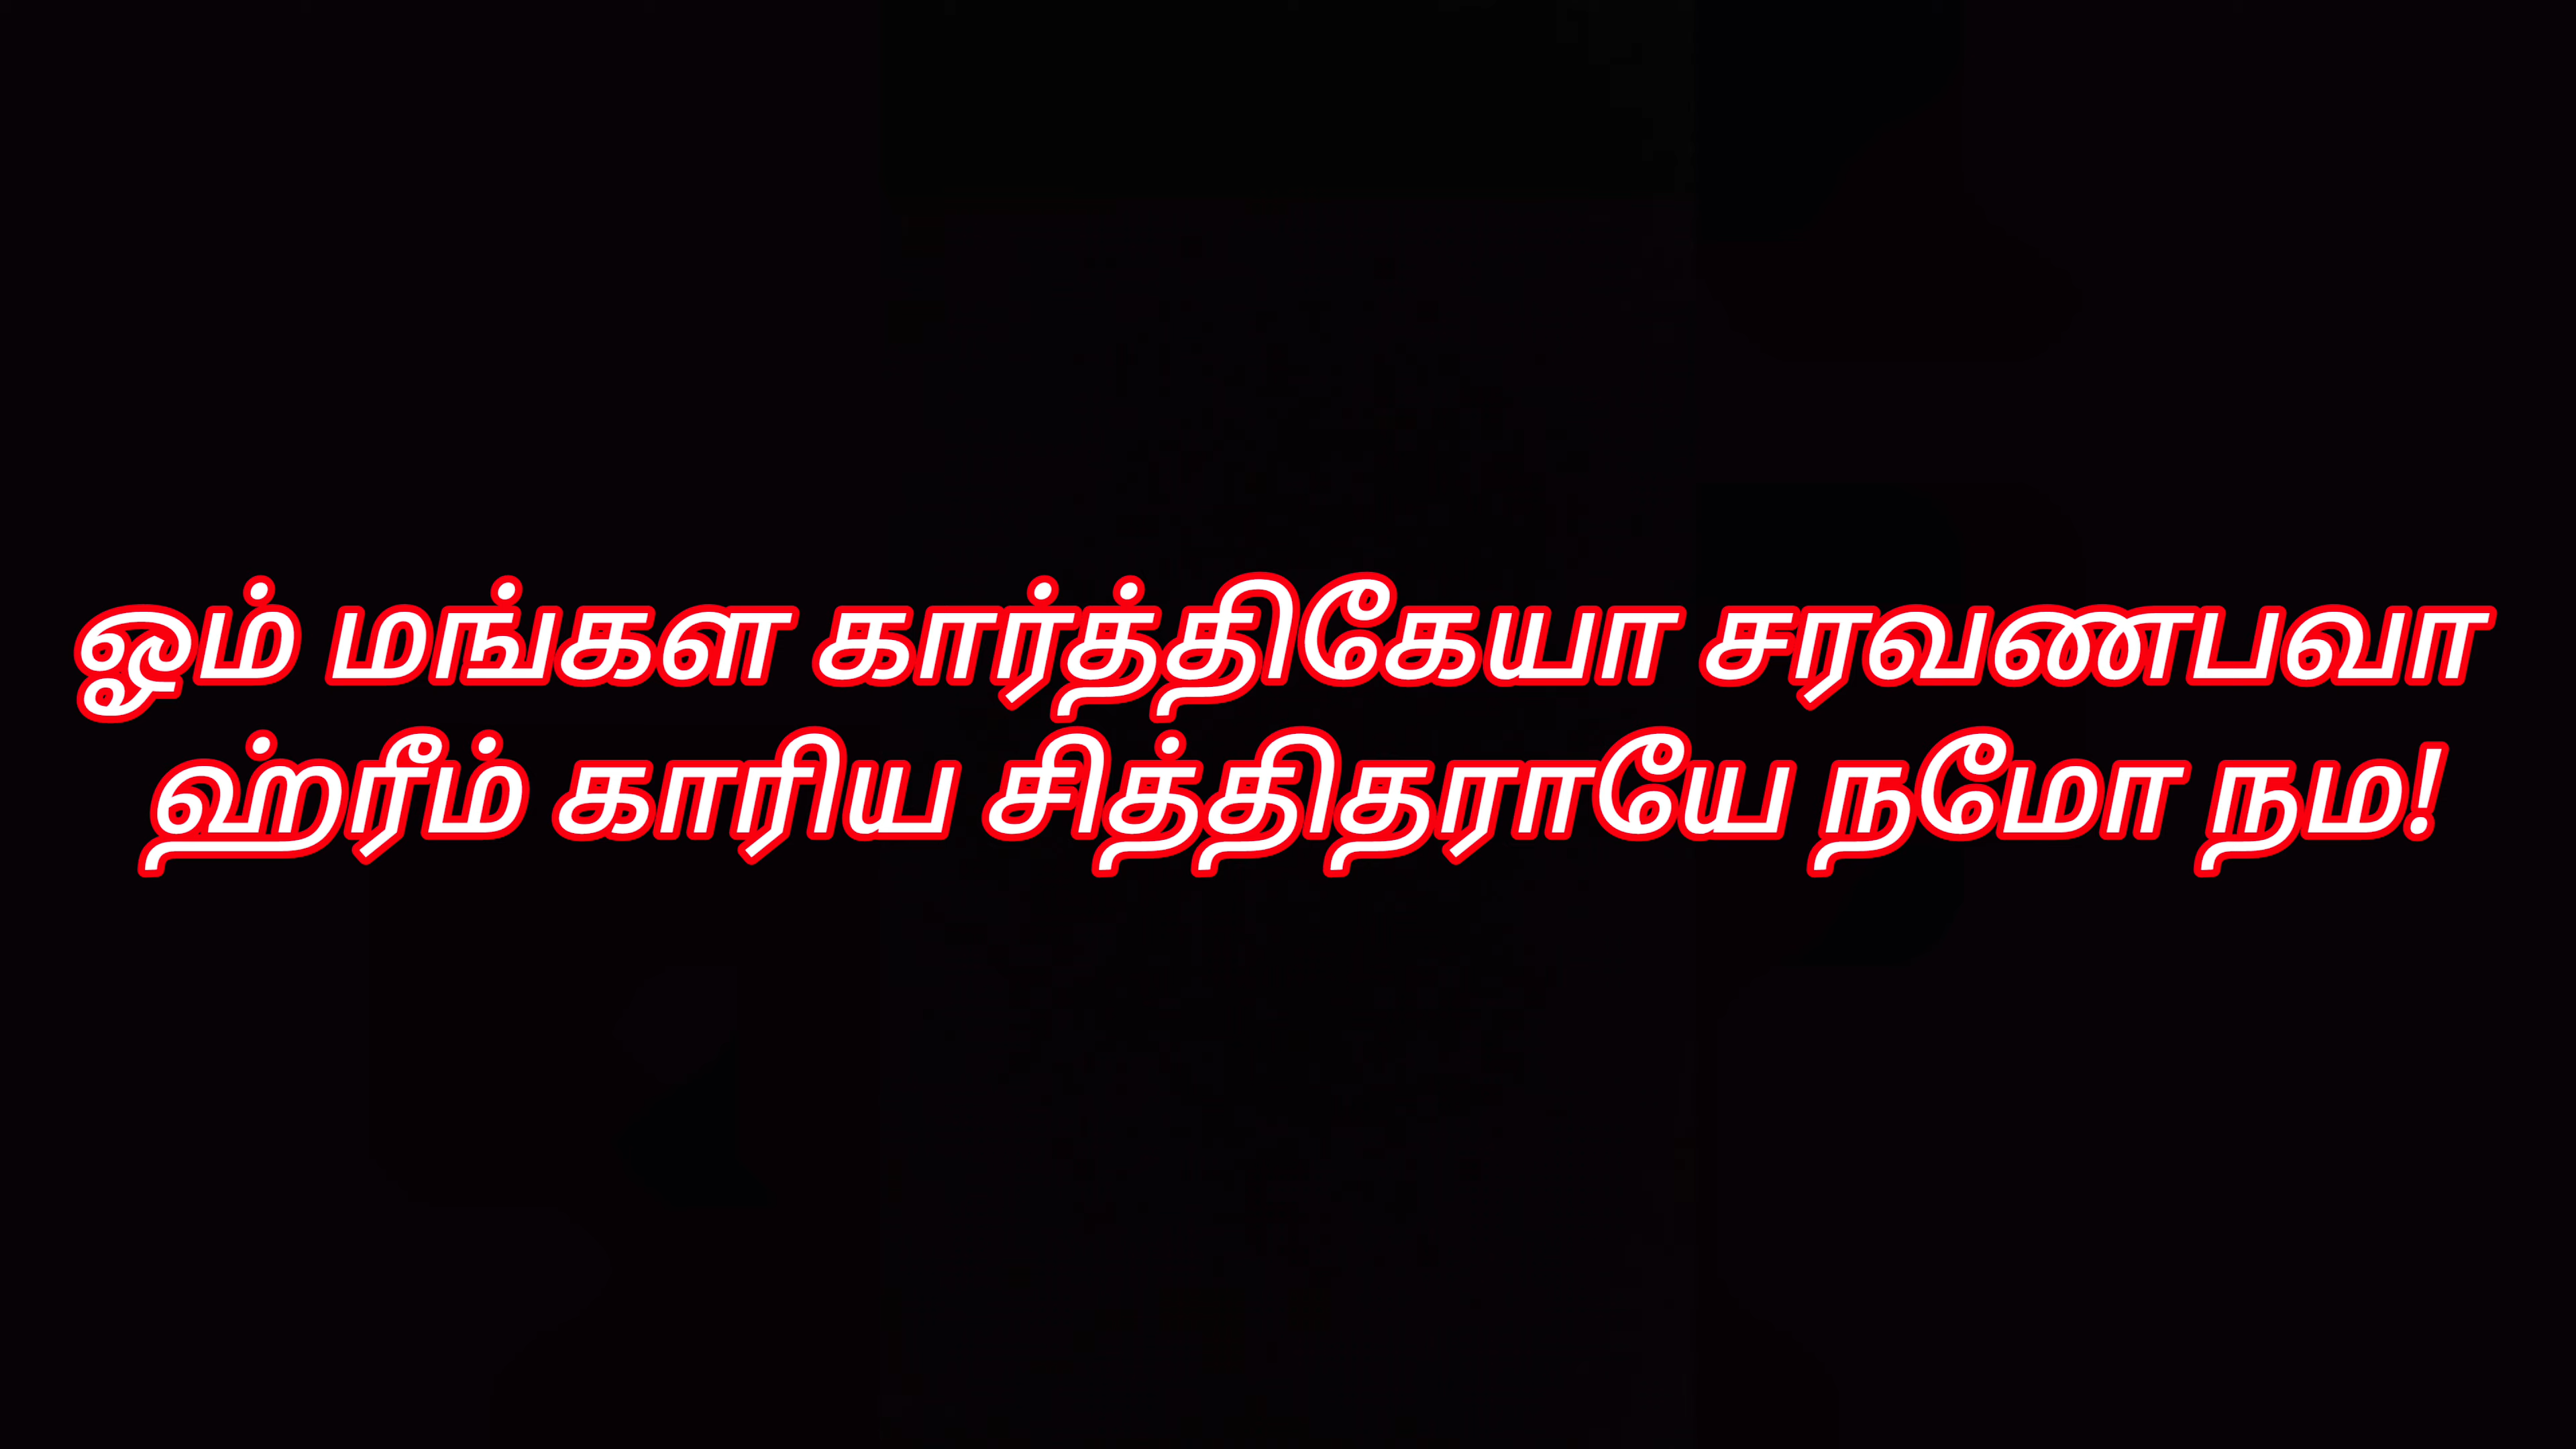 ஓம் மங்கள கார்த்திகேயா சரவணபவா
ஹ்ரீம் காரிய சித்திதராயே நமோ நம!